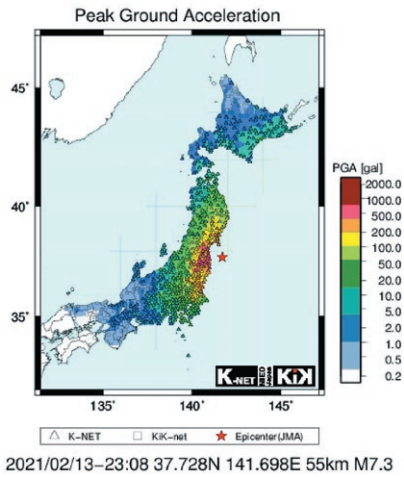 Peak Ground Acceleration
45°
40°
35°
135°
140°
145°
PGA [gal]
2000.0
1000.0
500.0
200.0
100.0
50.0
20.0
10.0
5.0
2.0
1.0
0.5
0.2
K-NET
NIED
KiK
K-NET
KiK-net
Epicenter(JMA)
2021/02/13-23:08 37.728N 141.698E 55km M7.3